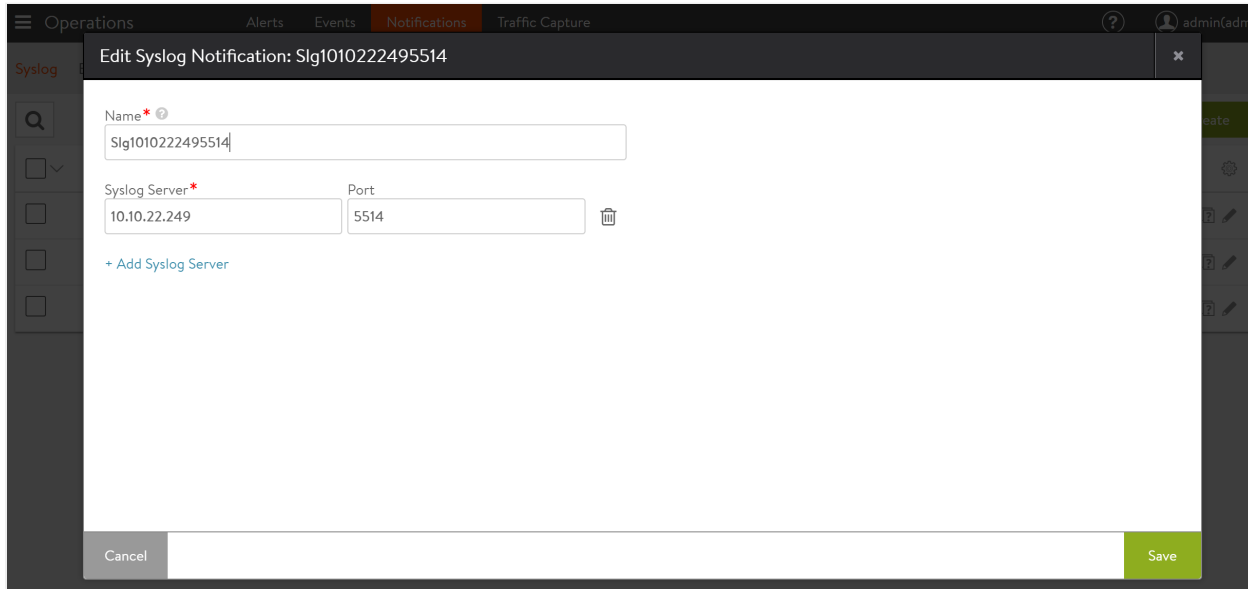 Operations Alerts Events Notifications Traffic Capture ? admin(adm
Edit Syslog Notification: Slg1010222495514
Syslog
Name* ?
Slg1010222495514
eate
Syslog Server* Port
10.10.22.249 5514
+ Add Syslog Server
Cancel Save